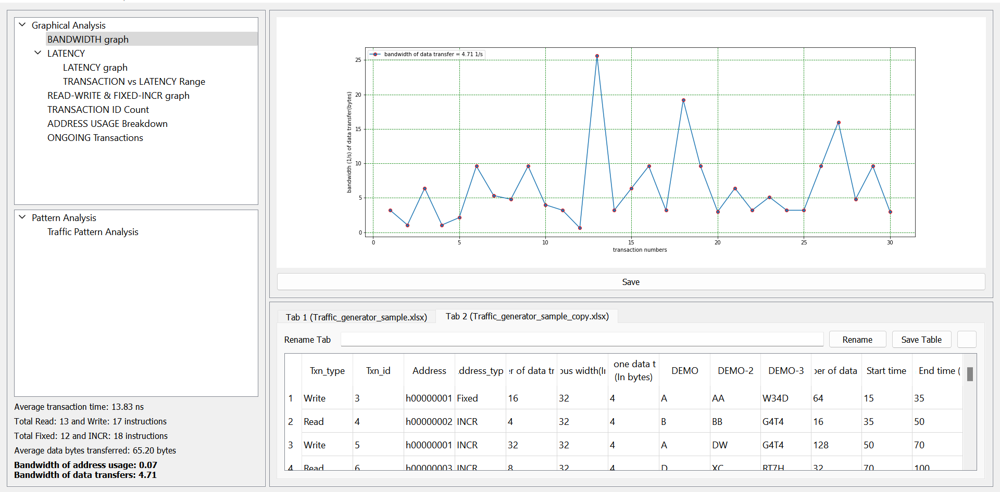 Graphical Analysis
BANDWIDTH graph
LATENCY
LATENCY graph
TRANSACTION vs LATENCY Range
READ-WRITE & FIXED-INCR graph
TRANSACTION ID Count
ADDRESS USAGE Breakdown
ONGOING Transactions
Pattern Analysis
Traffic Pattern Analysis
Average transaction time: 13.83 ns
Total Read: 13 and Write: 17 instructions
Total Fixed: 12 and INCR: 18 instructions
Average data bytes transferred: 65.20 bytes
Bandwidth of address usage: 0.07
Bandwidth of data transfers: 4.71
bandwidth of data transfer = 4.71 1/s
bandwidth (1/s) of data transfer(bytes)
25
20
15
10
5
0
0 5 10 15 20 25 30
transaction numbers
Save
Tab 1 (Traffic_generator_sample.xlsx) Tab 2 (Traffic_generator_sample_copy.xlsx)
Rename Tab Rename Save Table
Txn_type Txn_id Address ddress_typ er of data tr ous width(In one data t (In bytes) DEMO DEMO-2 DEMO-3 ber of data Start time End time (
1 Write 3 h00000001 Fixed 16 32 4 A AA W34D 64 15 35
2 Read 4 h00000002 INCR 4 32 4 B BB G4T4 16 35 50
3 Write 5 h00000001 INCR 32 32 4 A DW G4T4 128 50 70
4 Read 6 h00000003 INCR 8 32 4 D XC RT7H 32 70 100